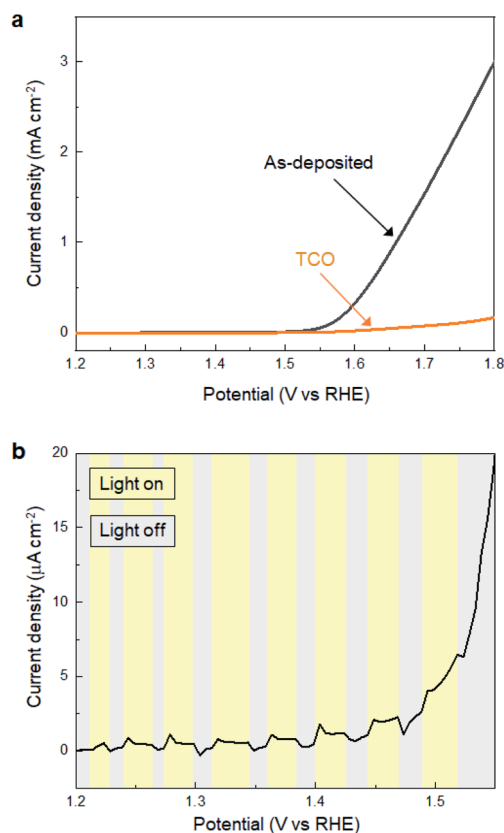 a
Current density (mA cm⁻²)
3
2
1
0
As-deposited
TCO
1.2 1.3 1.4 1.5 1.6 1.7 1.8
Potential (V vs RHE)
b
Current density (μA cm⁻²)
20
15
10
5
0
Light on
Light off
1.2 1.3 1.4 1.5
Potential (V vs RHE)